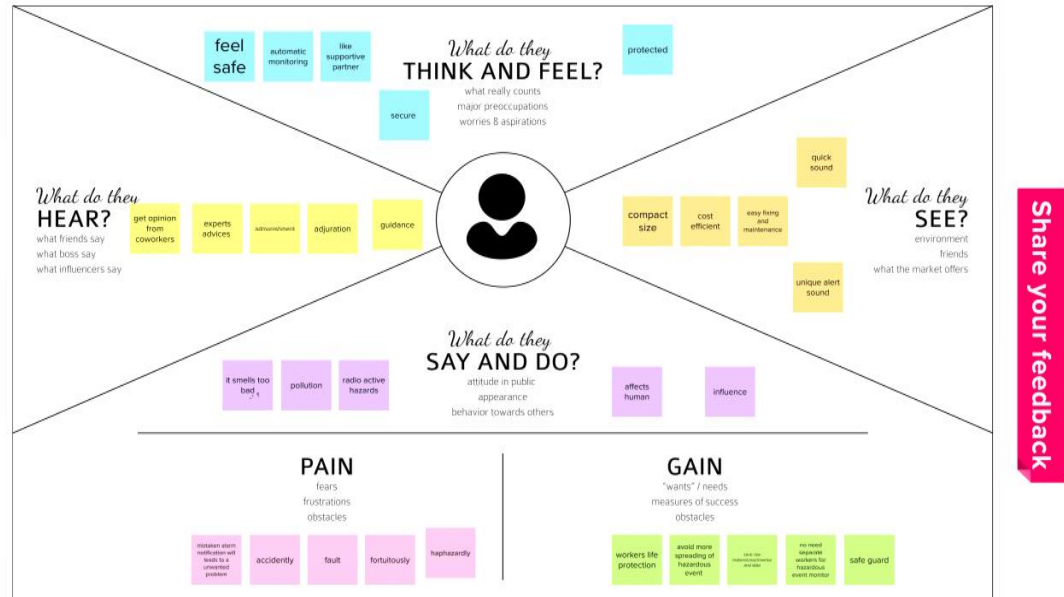 What do they
THINK AND FEEL?
what really counts
major preoccupations
worries & aspirations
feel
safe
automatic
monitoring
like
supportive
partner
secure
protected
What do they
HEAR?
what friends say
what boss say
what influencers say
get opinion
from
coworkers
experts
advices
admonishment
adjuration
guidance
What do they
SEE?
environment
friends
what the market offers
compact
size
cost
efficient
easy fixing
and
maintenance
quick
sound
unique alert
sound
What do they
SAY AND DO?
attitude in public
appearance
behavior towards others
it smells too
bad
pollution
radio active
hazards
affects
human
influence
PAIN
fears
frustrations
obstacles
mistaken alarm
notification will
leads to a
unwanted
problem
accidently
fault
fortuitously
haphazardly
GAIN
"wants" / needs
measures of success
obstacles
workers life
protection
avoid more
spreading of
hazardous
event
no need
separate
workers for
hazardous
event monitor
safe guard
Share your feedback